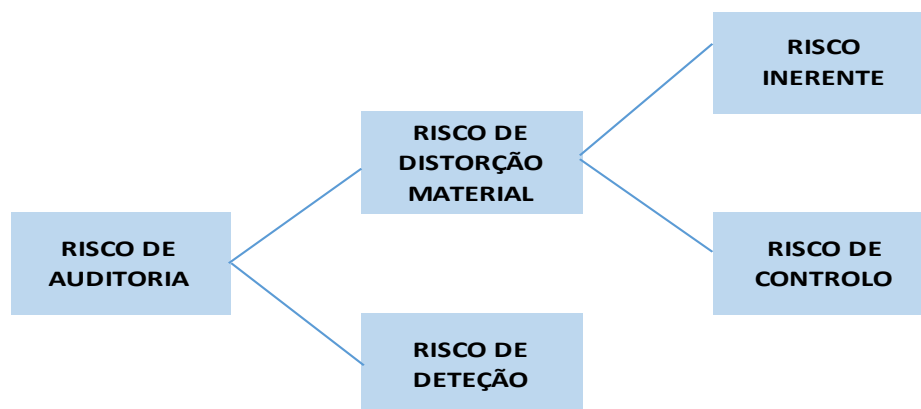 RISCO
INERENTE
RISCO DE
DISTORÇÃO
MATERIAL
RISCO DE
AUDITORIA
RISCO DE
CONTROLO
RISCO DE
DETEÇÃO